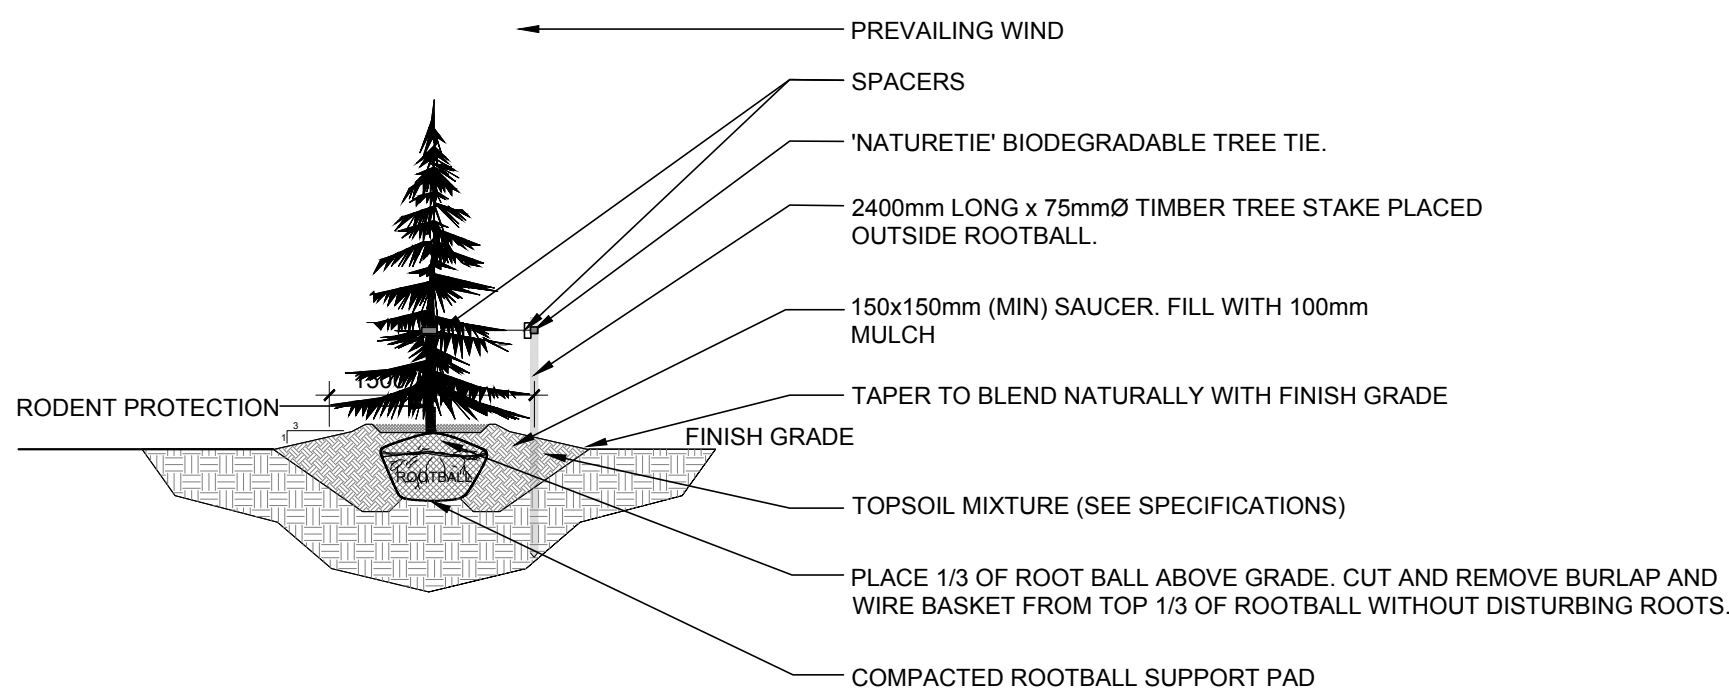 PREVAILING WIND
SPACERS
'NATURETIE' BIODEGRADABLE TREE TIE.
2400mm LONG x 75mmØ TIMBER TREE STAKE PLACED
OUTSIDE ROOTBALL.
150x150mm (MIN) SAUCER. FILL WITH 100mm
MULCH
TAPER TO BLEND NATURALLY WITH FINISH GRADE
RODENT PROTECTION
3
1
FINISH GRADE
ROOTBALL
TOPSOIL MIXTURE (SEE SPECIFICATIONS)
PLACE 1/3 OF ROOT BALL ABOVE GRADE. CUT AND REMOVE BURLAP AND
WIRE BASKET FROM TOP 1/3 OF ROOTBALL WITHOUT DISTURBING ROOTS.
COMPACTED ROOTBALL SUPPORT PAD